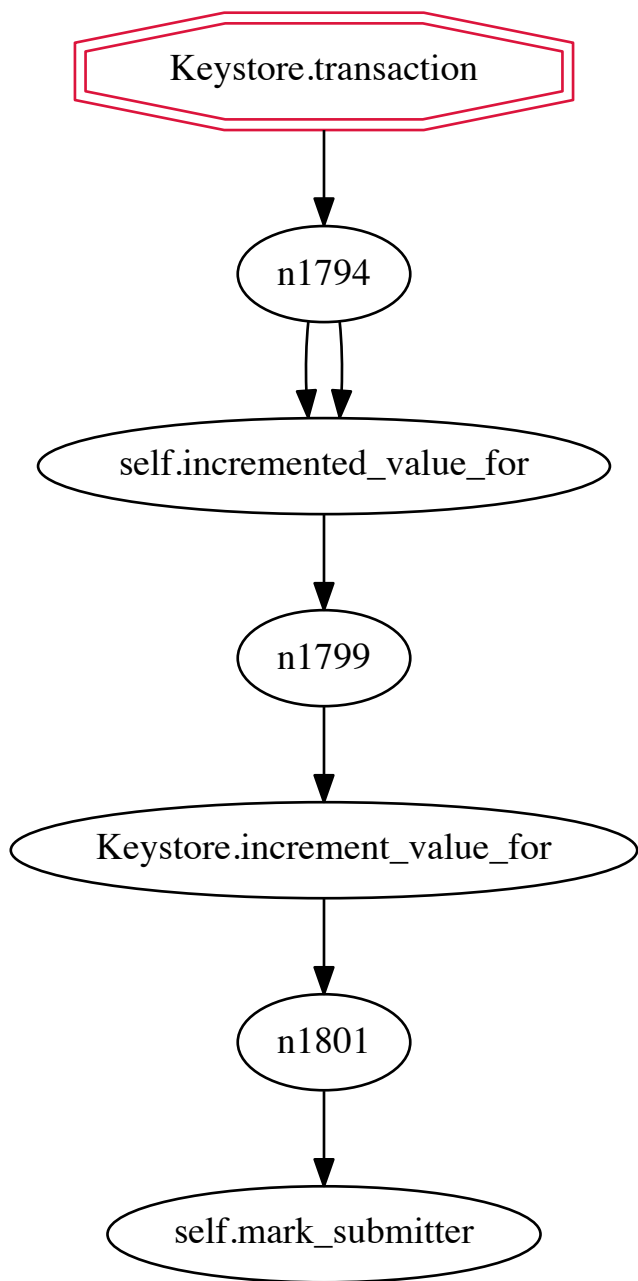 Keystore.transaction
n1794
self.incremented_value_for
n1799
Keystore.increment_value_for
n1801
self.mark_submitter